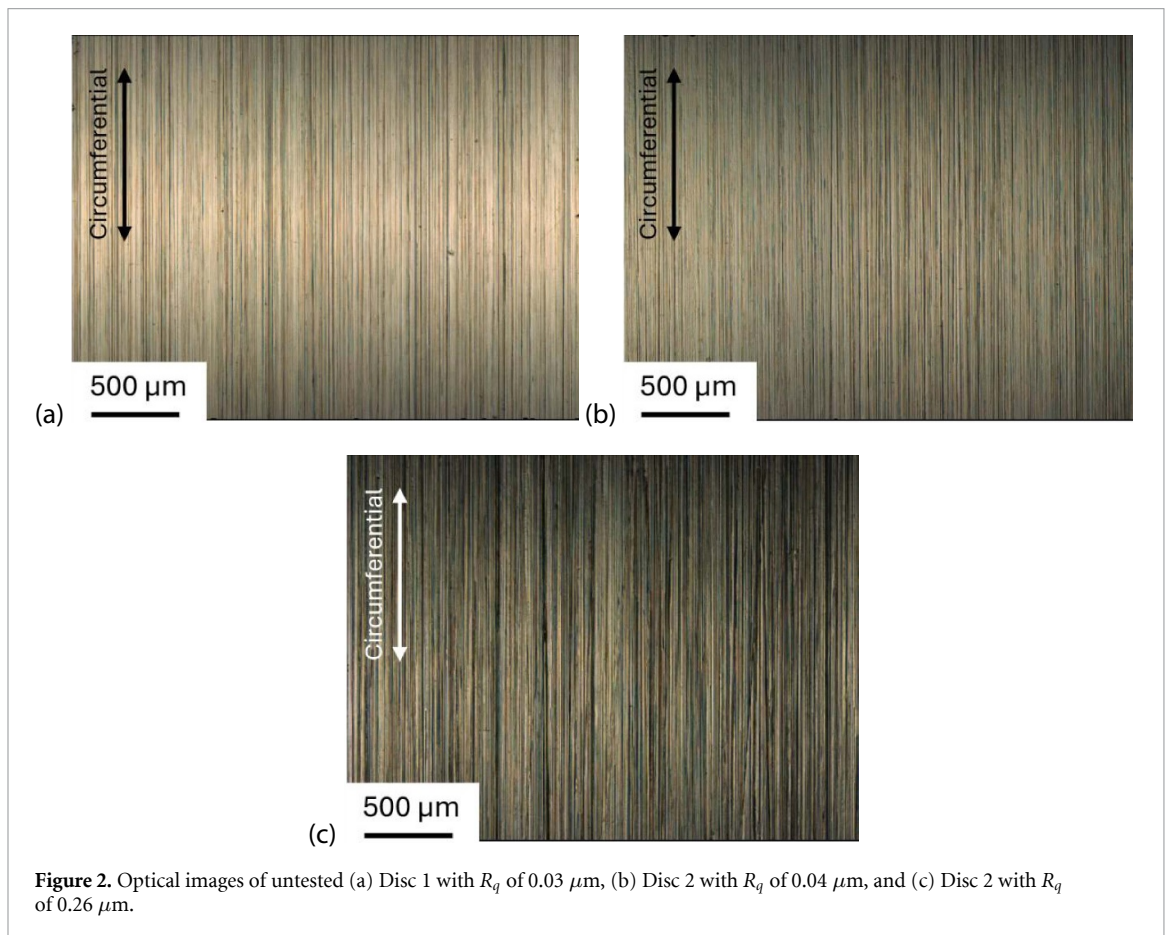 Circumferential
500 µm
(a)
Circumferential
500 µm
(b)
Circumferential
500 µm
(c)
Figure 2. Optical images of untested (a) Disc 1 with Rq of 0.03 µm, (b) Disc 2 with Rq of 0.04 µm, and (c) Disc 2 with Rq
of 0.26 µm.